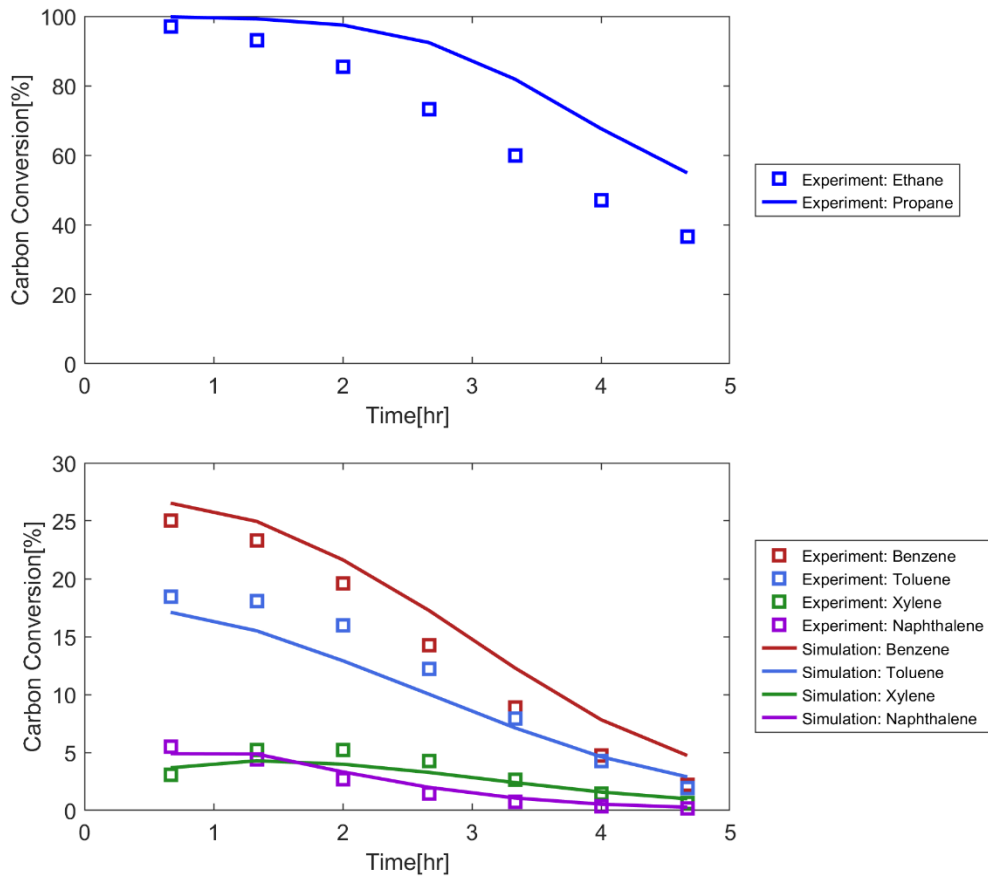 100
80
60
40
20
0
Carbon Conversion[%]
0 1 2 3 4 5
Time[hr]
Experiment: Ethane
Experiment: Propane
30
25
20
15
10
5
0
Carbon Conversion[%]
0 1 2 3 4 5
Time[hr]
Experiment: Benzene
Experiment: Toluene
Experiment: Xylene
Experiment: Naphthalene
Simulation: Benzene
Simulation: Toluene
Simulation: Xylene
Simulation: Naphthalene